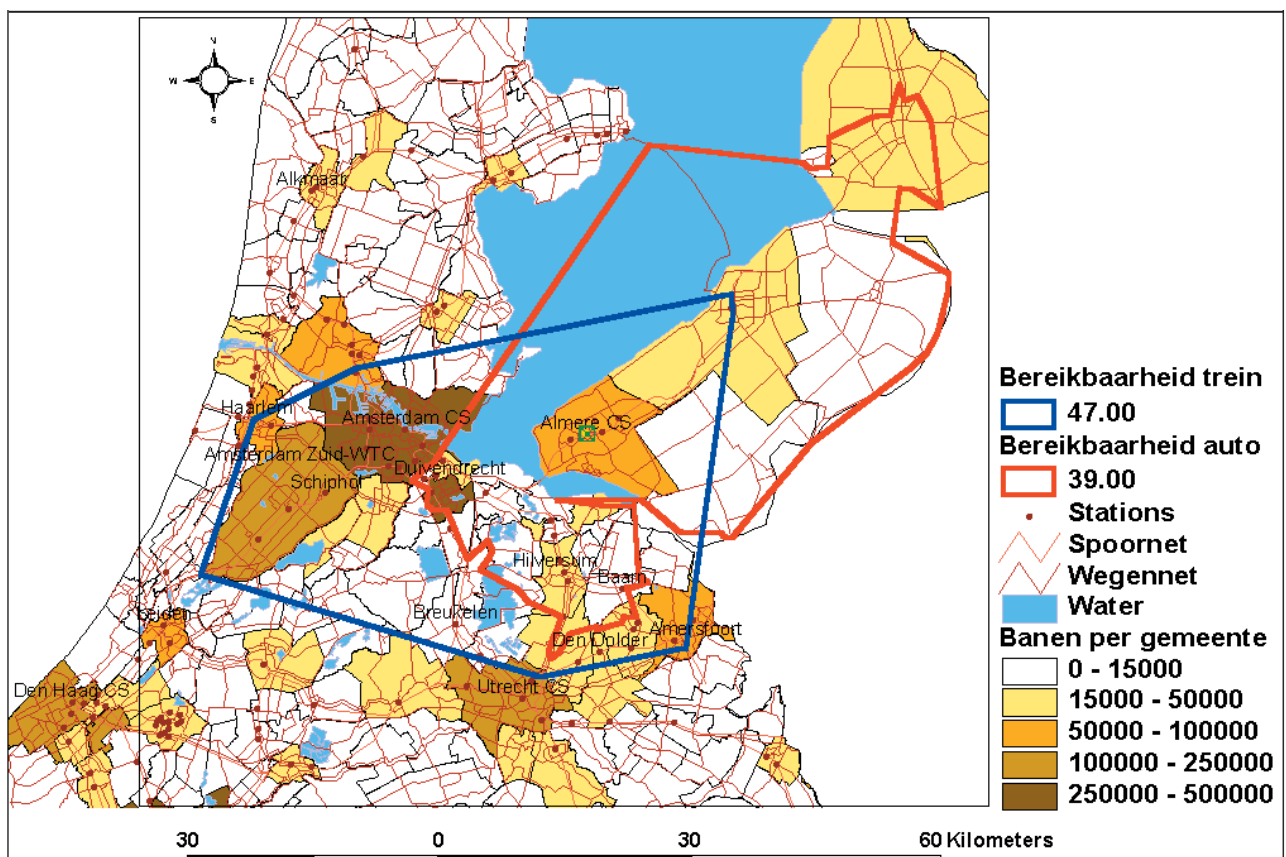 N
W E
S
Alkmaar
Haarlem
Amsterdam CS
Almere CS
Amsterdam Zuid-WTC
Duivendrecht
Schiphol
Hilversum
Baarn
Breukelen
Leiden
Den Dolder
Amersfoort
Den Haag CS
Utrecht CS
Bereikbaarheid trein
47.00
Bereikbaarheid auto
39.00
Stations
Spoornet
Wegennet
Water
Banen per gemeente
0 - 15000
15000 - 50000
50000 - 100000
100000 - 250000
250000 - 500000
30 0 30 60 Kilometers